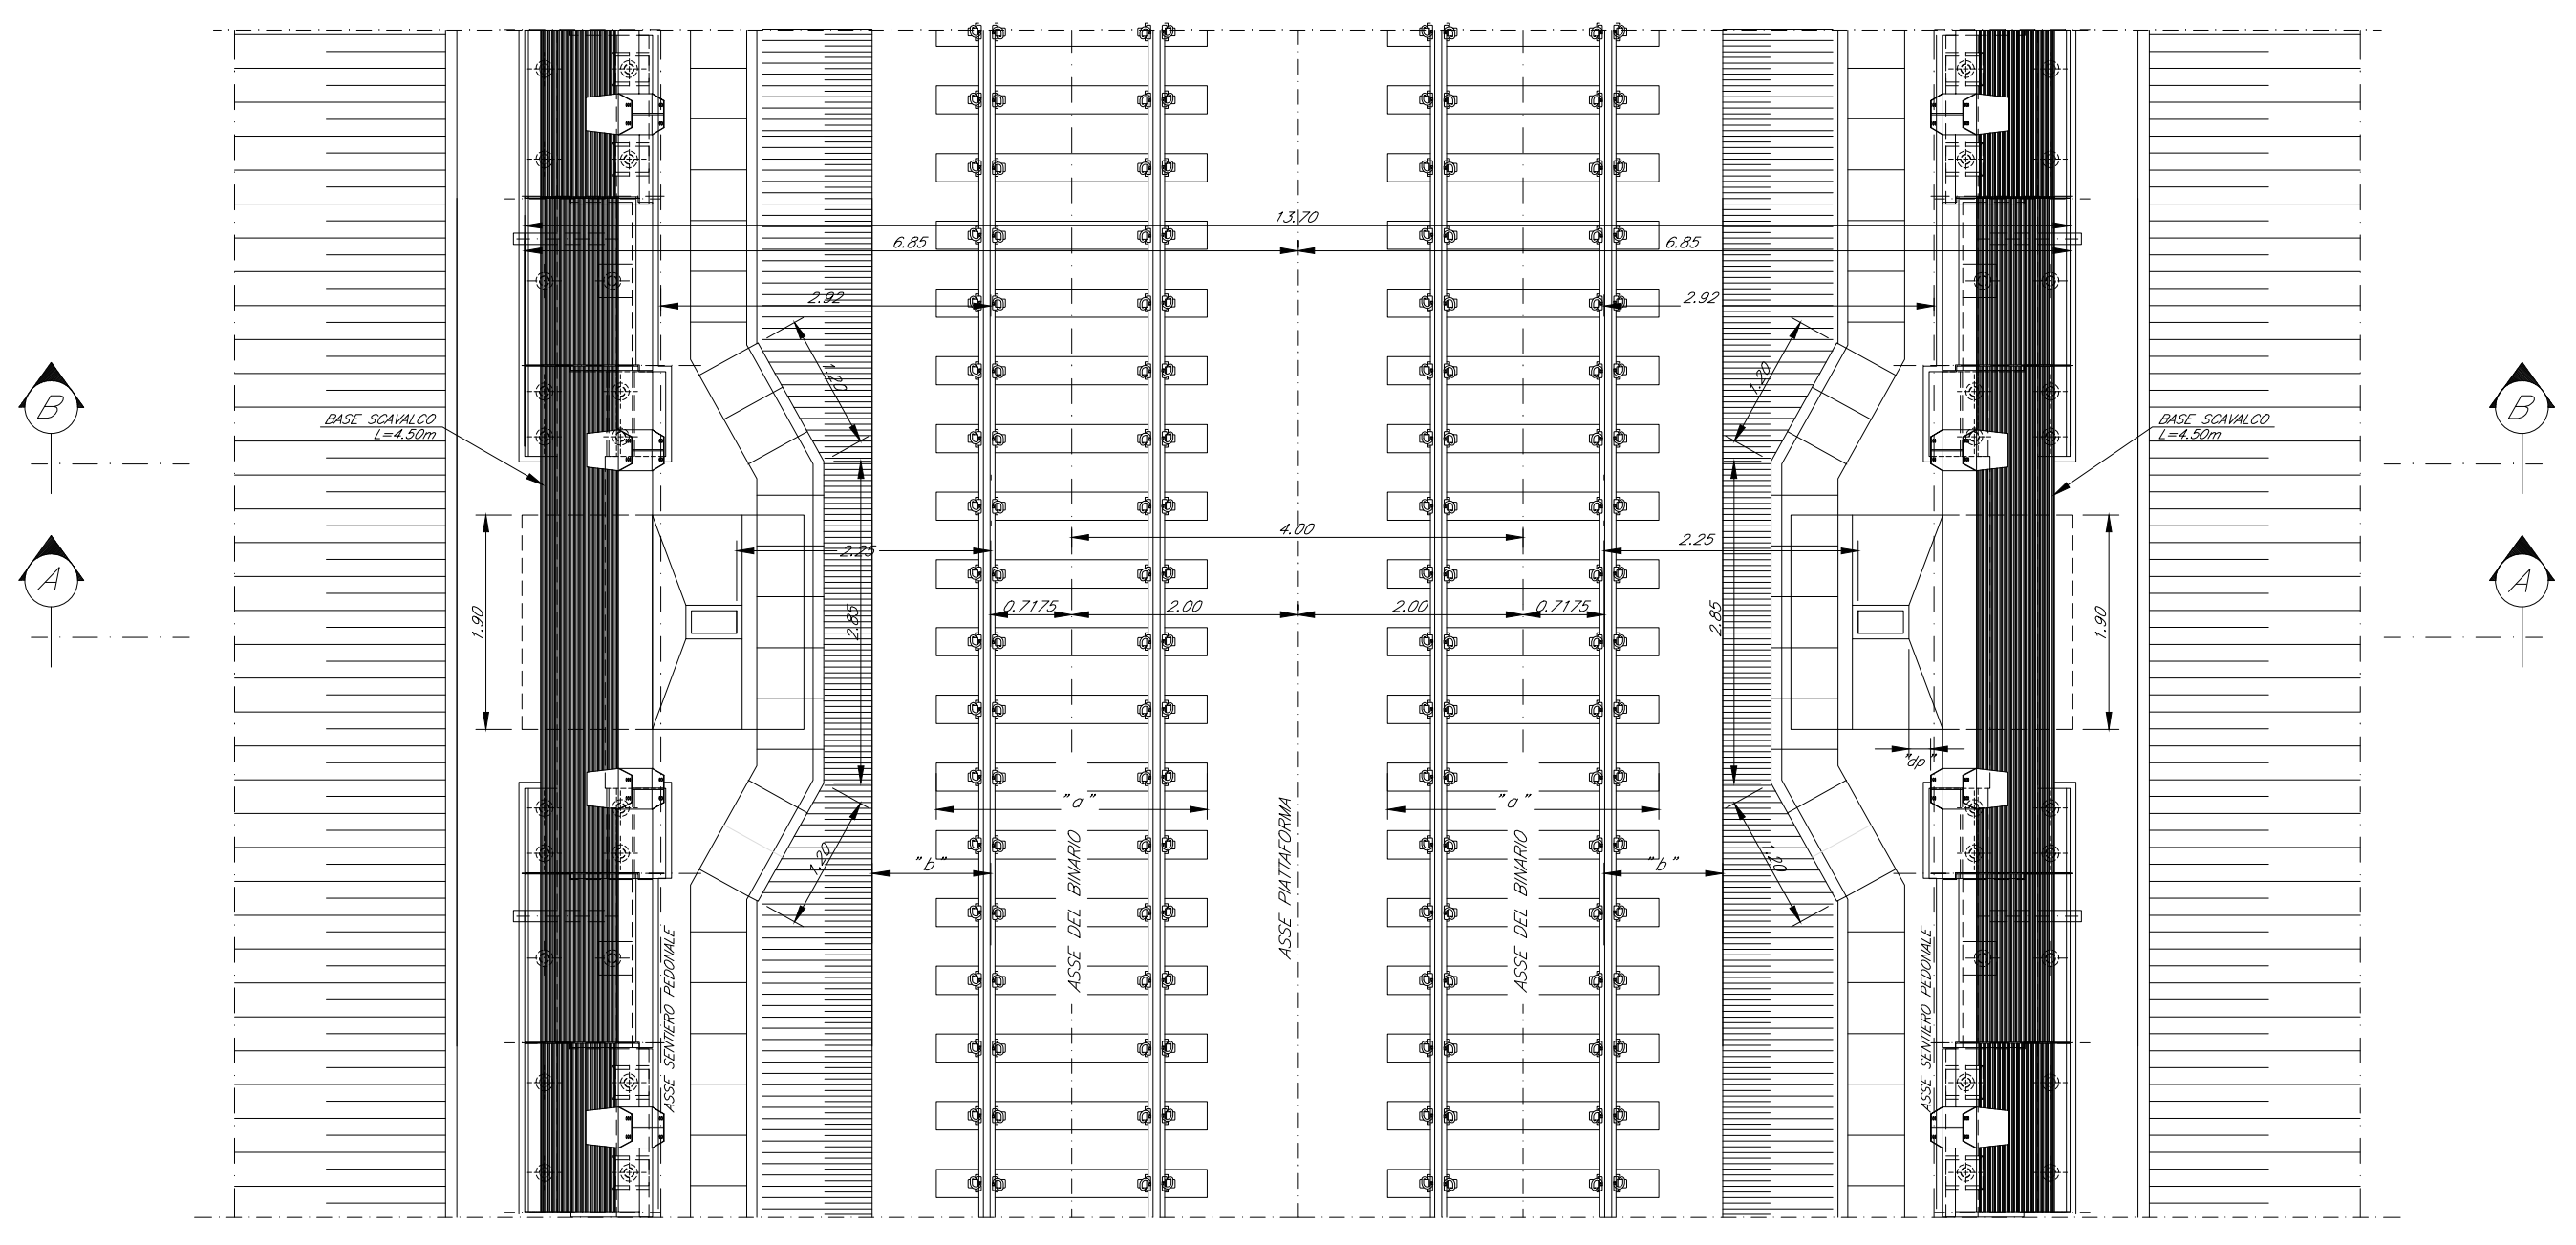 13.70
6.85
6.85
2.92
2.92
1.20
1.20
B
B
BASE SCAVALCO
L=4.50m
BASE SCAVALCO
L=4.50m
4.00
2.25
2.25
A
A
1.90
2.85
0.7175
2.00
2.00
0.7175
2.85
1.90
"dp"
"a"
"a"
1.20
"b"
"b"
1.20
ASSE SENTIERO PEDONALE
ASSE DEL BINARIO
ASSE PIATTAFORMA
ASSE DEL BINARIO
ASSE SENTIERO PEDONALE